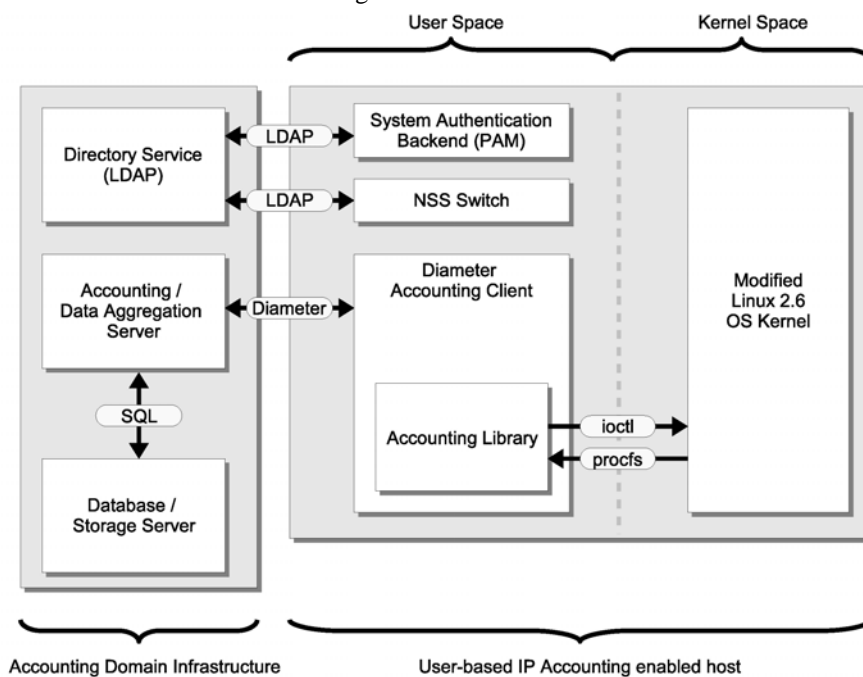 User Space
Kernel Space
Directory Service
(LDAP)
LDAP
System Authentication
Backend (PAM)
LDAP
NSS Switch
Accounting /
Data Aggregation
Server
Diameter
Diameter
Accounting Client
Modified
Linux 2.6
OS Kernel
SQL
Accounting Library
ioctl
procfs
Database /
Storage Server
Accounting Domain Infrastructure
User-based IP Accounting enabled host